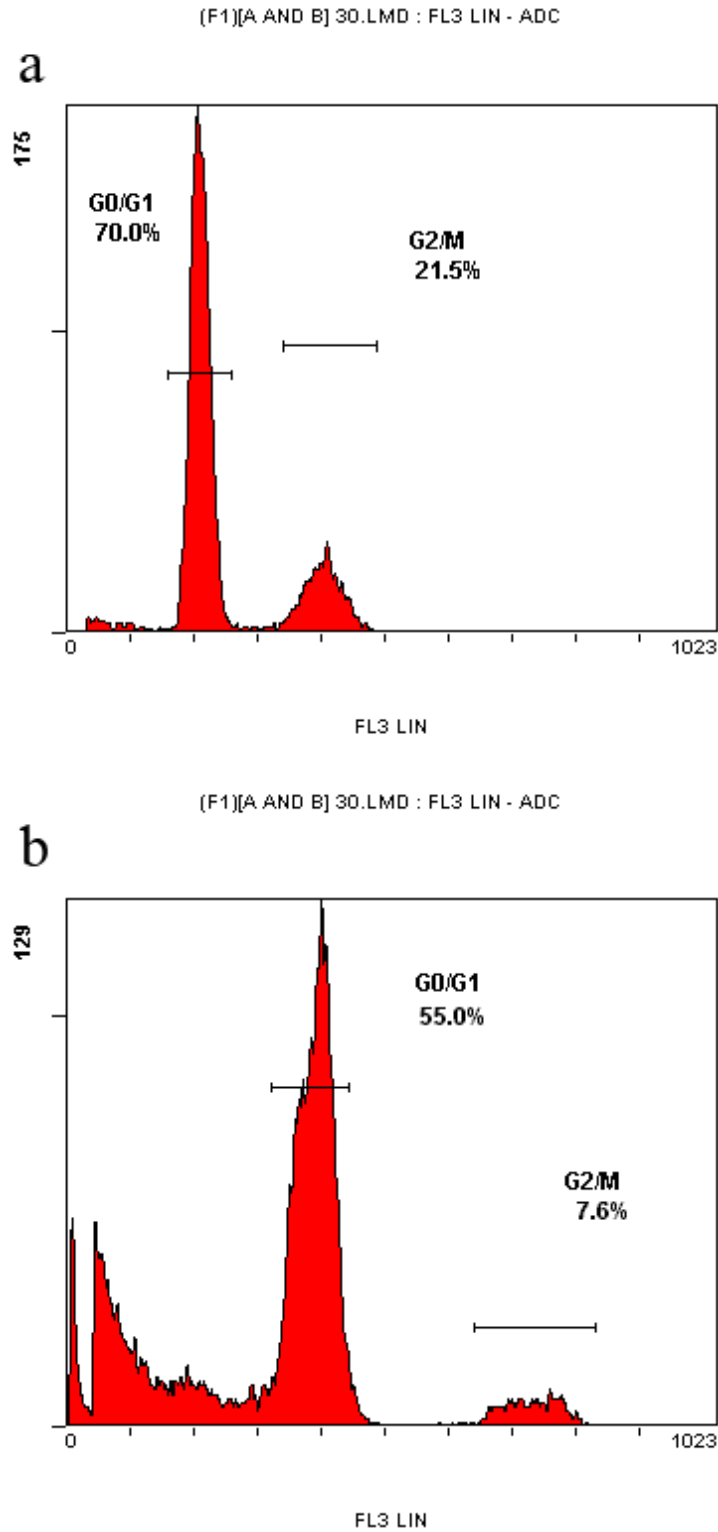 (F1)[A AND B] 30.LMD : FL3 LIN - ADC
a
175
G0/G1
70.0%
G2/M
21.5%
0
1023
FL3 LIN
(F1)[A AND B] 30.LMD : FL3 LIN - ADC
b
129
G0/G1
55.0%
G2/M
7.6%
0
1023
FL3 LIN